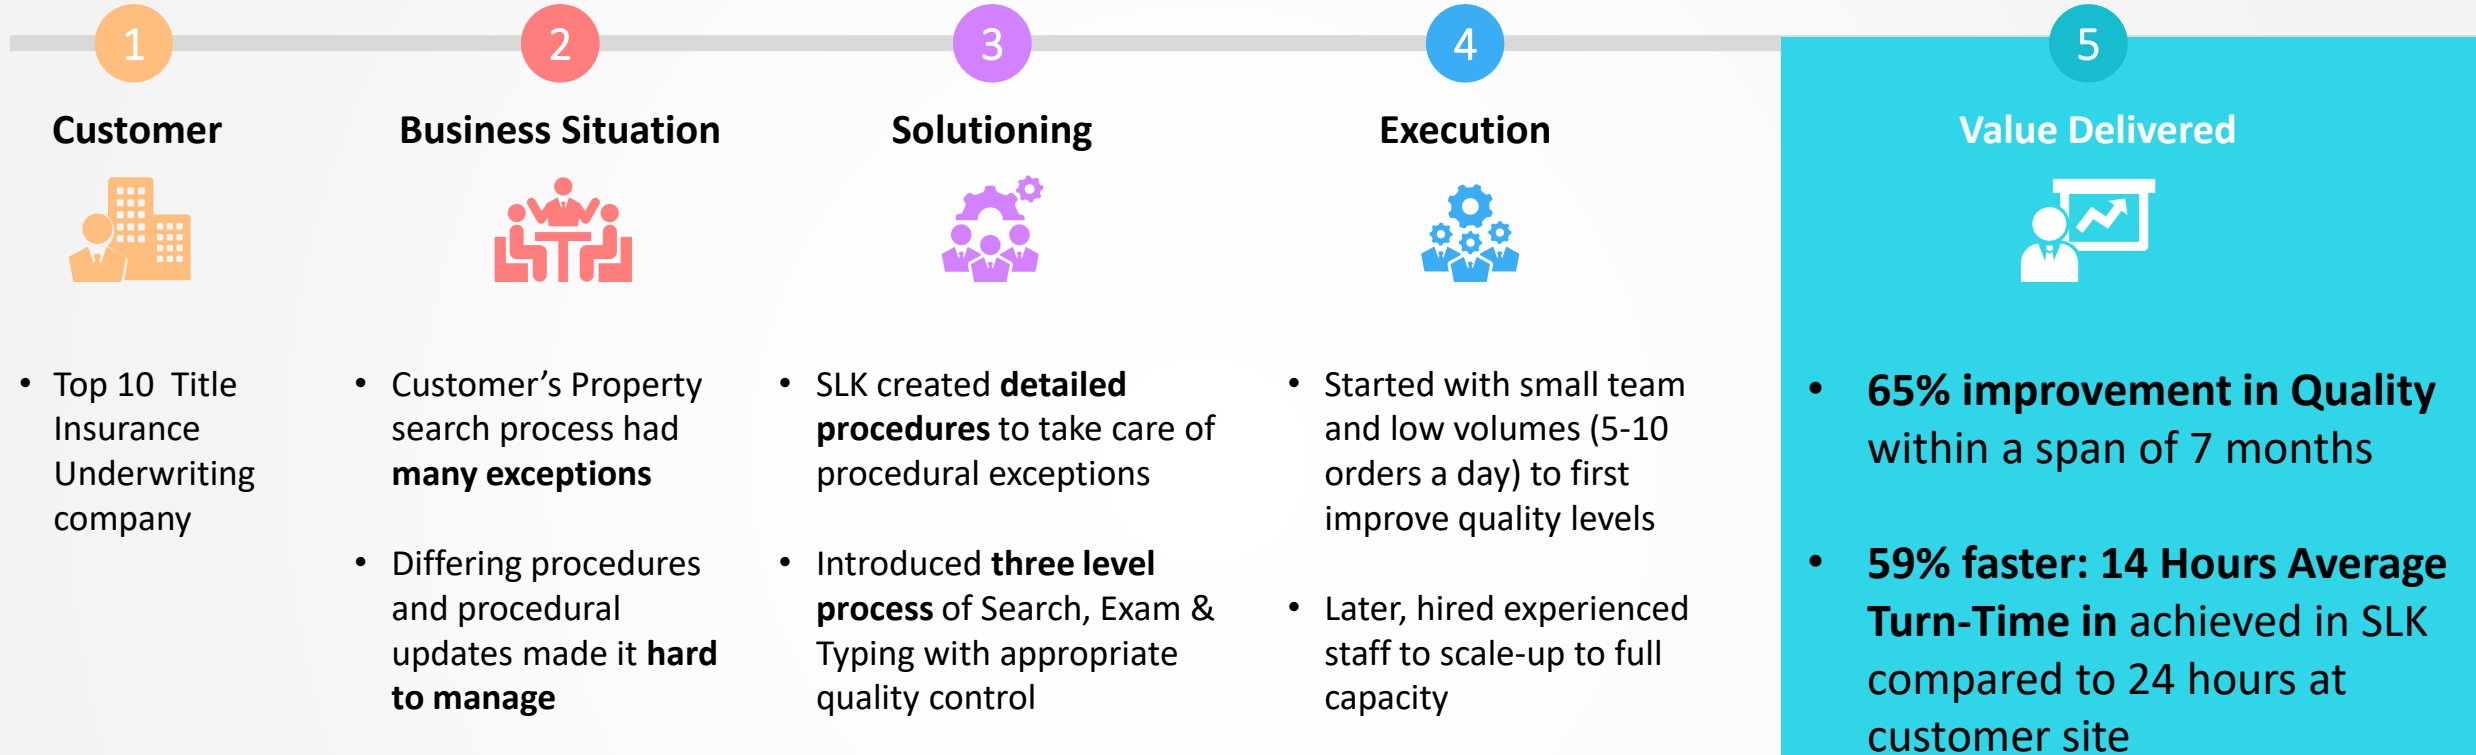 1
Customer
• Top 10 Title
Insurance
Underwriting
company
2
Business Situation
• Customer’s Property
search process had
many exceptions
• Differing procedures
and procedural
updates made it hard
to manage
3
Solutioning
• SLK created detailed
procedures to take care of
procedural exceptions
• Introduced three level
process of Search, Exam &
Typing with appropriate
quality control
4
Execution
• Started with small team
and low volumes (5-10
orders a day) to first
improve quality levels
• Later, hired experienced
staff to scale-up to full
capacity
5
Value Delivered
• 65% improvement in Quality
within a span of 7 months
• 59% faster: 14 Hours Average
Turn-Time in achieved in SLK
compared to 24 hours at
customer site